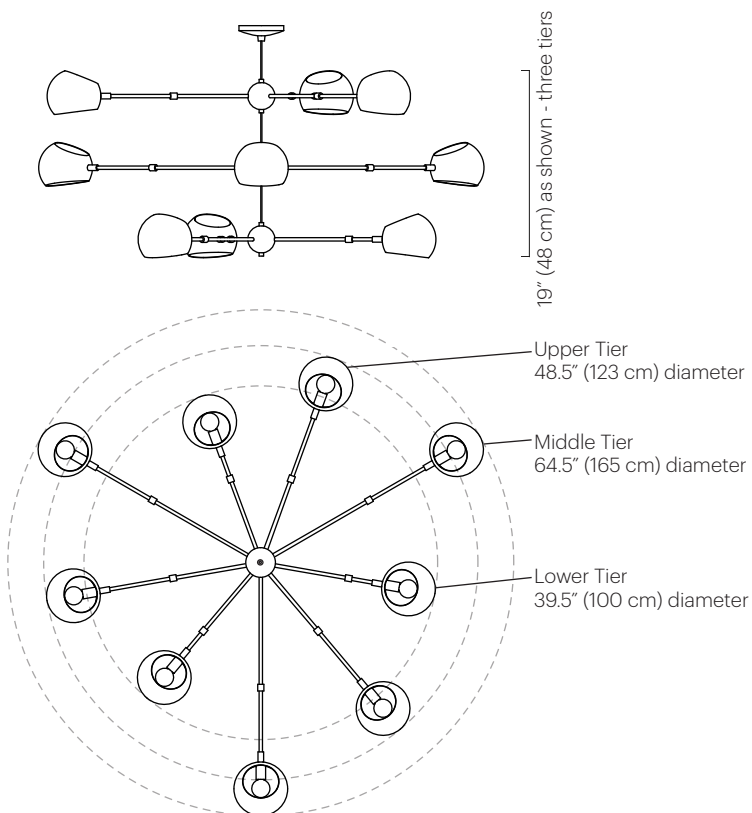 19” (48 cm) as shown - three tiers
Upper Tier
48.5” (123 cm) diameter
Middle Tier
64.5” (165 cm) diameter
Lower Tier
39.5” (100 cm) diameter